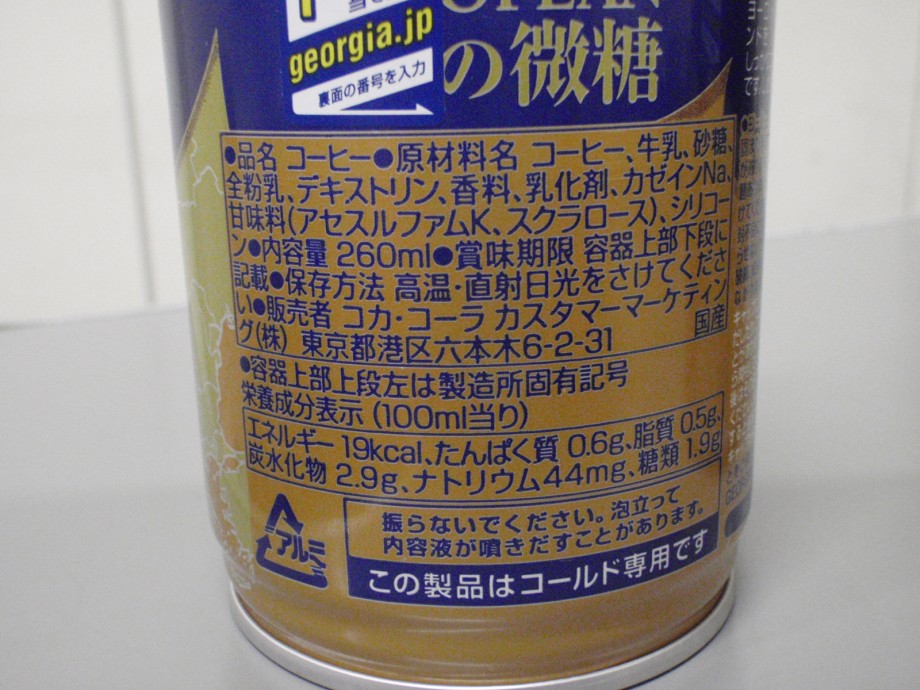 georgia.jp
裏面の番号を入力
の微糖
●品名 コーヒー●原材料名 コーヒー、牛乳、砂糖、
全粉乳、デキストリン、香料、乳化剤、カゼインNa、
甘味料(アセスルファムK、スクラロース)、シリコー
ン●内容量 260ml●賞味期限 容器上部下段に
記載●保存方法 高温・直射日光をさけてくださ
い●販売者 コカ・コーラ カスタマーマーケティン
グ(株) 東京都港区六本木6-2-31
国産
●容器上部上段左は製造所固有記号
栄養成分表示 (100ml当り)
エネルギー 19kcal、たんぱく質 0.6g、脂質 0.5g、
炭水化物 2.9g、ナトリウム44mg、糖類 1.9g
アルミ
振らないでください。泡立って
内容液が噴きだすことがあります。
この製品はコールド専用です